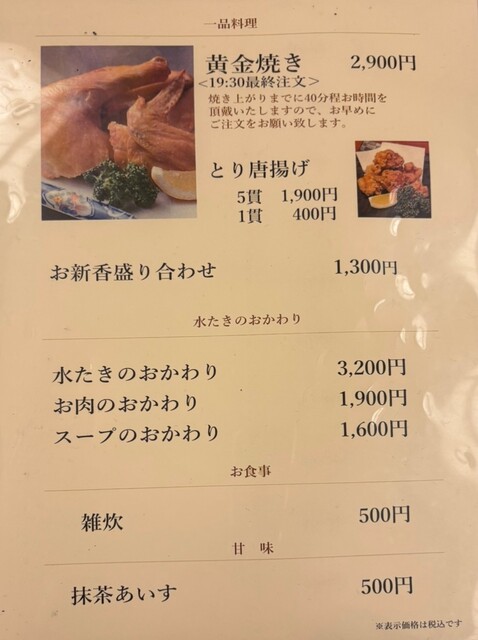 一品料理
黄金焼き 2,900円
<19:30最終注文>
焼き上がりまでに40分程お時間を
頂戴いたしますので、お早めに
ご注文をお願い致します。
とり唐揚げ
5貫 1,900円
1貫 400円
お新香盛り合わせ 1,300円
水たきのおかわり
水たきのおかわり 3,200円
お肉のおかわり 1,900円
スープのおかわり 1,600円
お食事
雑炊 500円
甘 味
抹茶あいす 500円
※表示価格は税込です